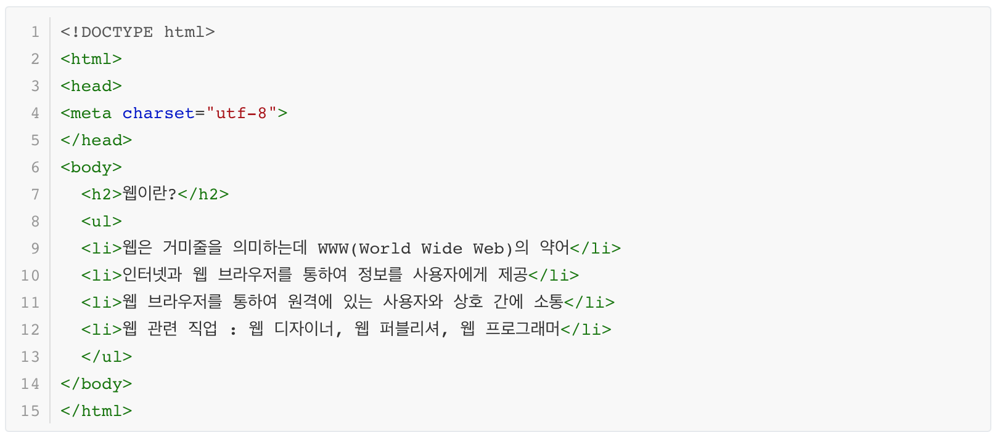 1 <!DOCTYPE html>
2 <html>
3 <head>
4 <meta charset="utf-8">
5 </head>
6 <body>
7   <h2>웹이란?</h2>
8   <ul>
9   <li>웹은 거미줄을 의미하는데 WWW(World Wide Web)의 약어</li>
10   <li>인터넷과 웹 브라우저를 통하여 정보를 사용자에게 제공</li>
11   <li>웹 브라우저를 통하여 원격에 있는 사용자와 상호 간에 소통</li>
12   <li>웹 관련 직업 : 웹 디자이너, 웹 퍼블리셔, 웹 프로그래머</li>
13   </ul>
14 </body>
15 </html>